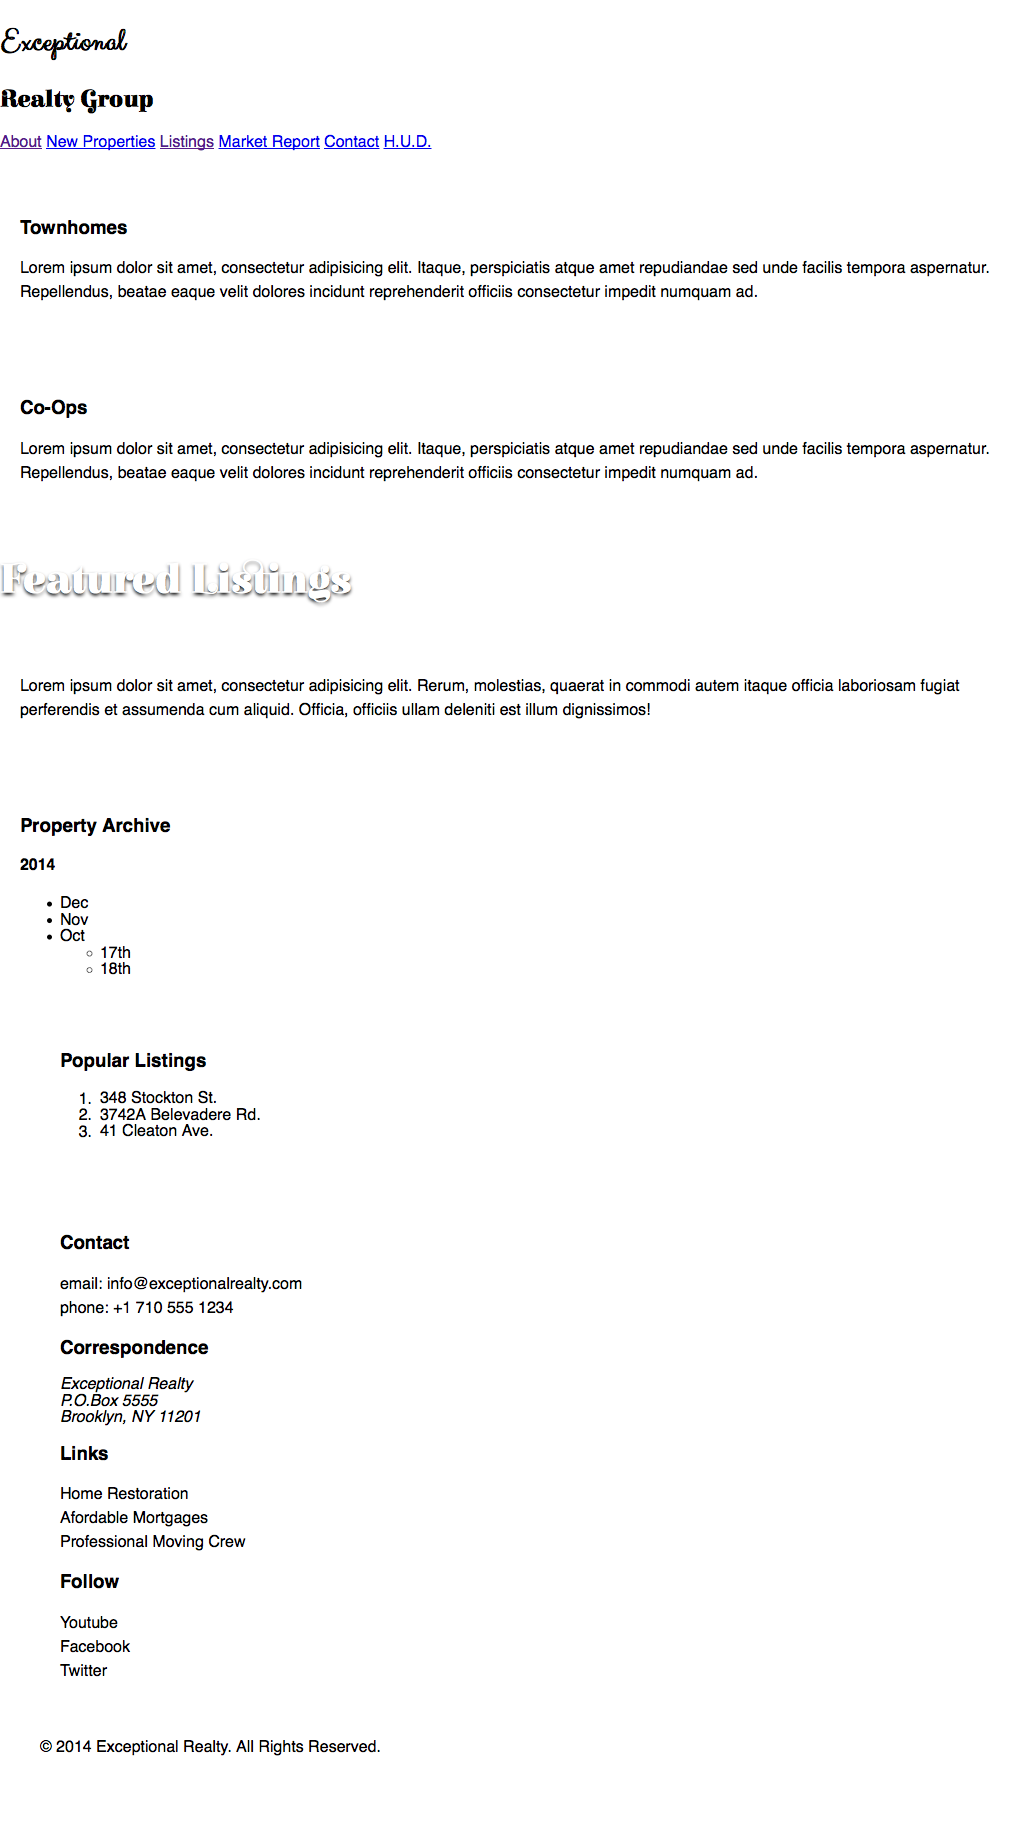 Exceptional
Realty Group
About New Properties Listings Market Report Contact H.U.D.
Townhomes
Lorem ipsum dolor sit amet, consectetur adipisicing elit. Itaque, perspiciatis atque amet repudiandae sed unde facilis tempora aspernatur.
Repellendus, beatae eaque velit dolores incidunt reprehenderit officiis consectetur impedit numquam ad.
Co-Ops
Lorem ipsum dolor sit amet, consectetur adipisicing elit. Itaque, perspiciatis atque amet repudiandae sed unde facilis tempora aspernatur.
Repellendus, beatae eaque velit dolores incidunt reprehenderit officiis consectetur impedit numquam ad.
Featured Listings
Lorem ipsum dolor sit amet, consectetur adipisicing elit. Rerum, molestias, quaerat in commodi autem itaque officia laboriosam fugiat
perferendis et assumenda cum aliquid. Officia, officiis ullam deleniti est illum dignissimos!
Property Archive
2014
• Dec
• Nov
• Oct
◦ 17th
◦ 18th
Popular Listings
1. 348 Stockton St.
2. 3742A Belevadere Rd.
3. 41 Cleaton Ave.
Contact
email: info@exceptionalrealty.com
phone: +1 710 555 1234
Correspondence
Exceptional Realty
P.O.Box 5555
Brooklyn, NY 11201
Links
Home Restoration
Afordable Mortgages
Professional Moving Crew
Follow
Youtube
Facebook
Twitter
© 2014 Exceptional Realty. All Rights Reserved.